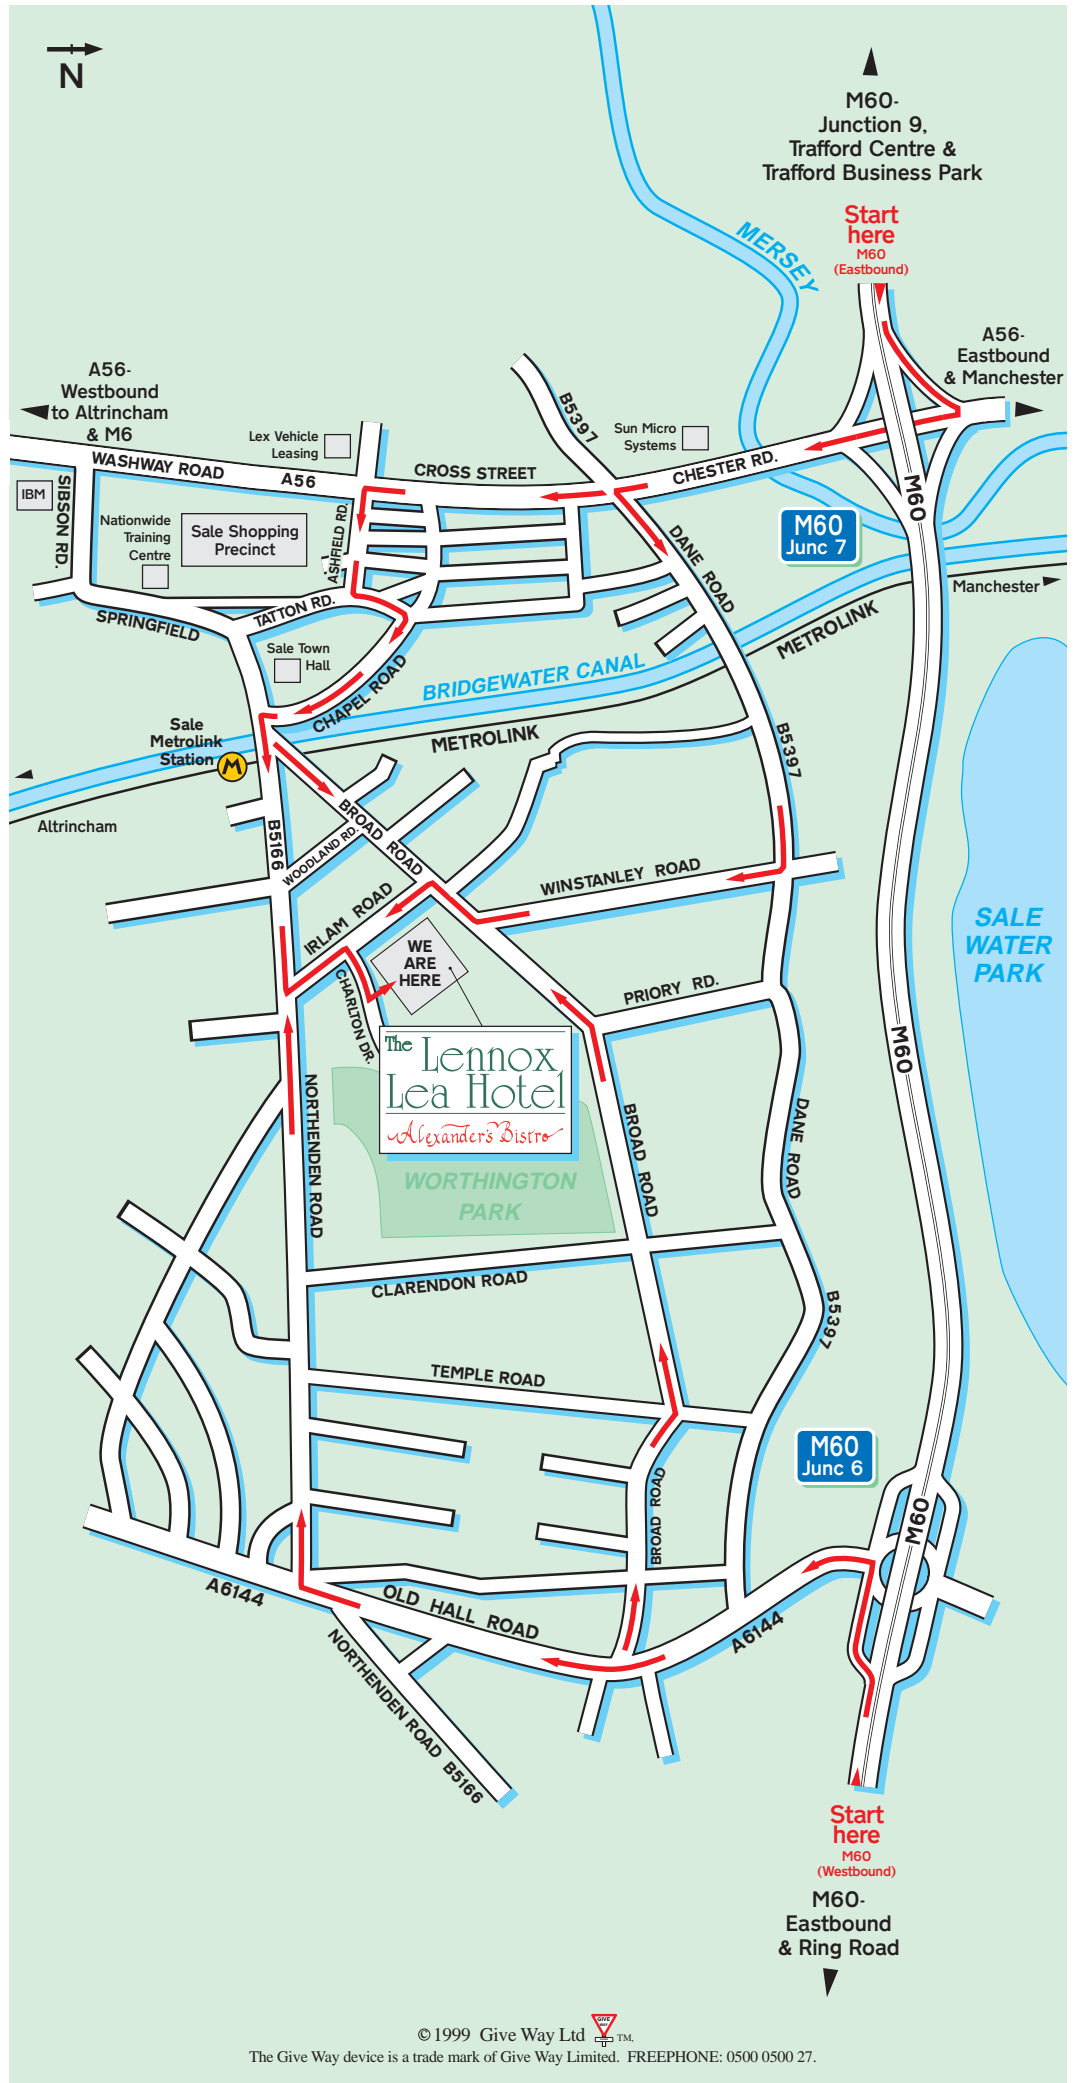 N
M60-
Junction 9,
Trafford Centre &
Trafford Business Park
Start
here
M60
(Eastbound)
MERSEY
A56-
Eastbound
& Manchester
A56-
Westbound
to Altrincham
& M6
B5397
Sun Micro
Systems
Lex Vehicle
Leasing
WASHWAY ROAD
A56
CROSS STREET
CHESTER RD.
IBM
SIBSON RD.
Nationwide
Training
Centre
Sale Shopping
Precinct
ASHFIELD RD.
M60
M60
Junc 7
DANE ROAD
Manchester
SPRINGFIELD
TATTON RD.
METROLINK
Sale Town
Hall
CHAPEL ROAD
BRIDGEWATER CANAL
Sale
Metrolink
Station
M
METROLINK
B5397
Altrincham
B5166
BROAD ROAD
WOODLAND RD.
WINSTANLEY ROAD
IRLAM ROAD
SALE
WATER
PARK
WE
ARE
HERE
CHARLTON DR.
PRIORY RD.
The
Lennox
Lea Hotel
Alexander's Bistro
M60
NORTHENDEN ROAD
BROAD ROAD
DANE ROAD
WORTHINGTON
PARK
CLARENDON ROAD
B5397
TEMPLE ROAD
M60
Junc 6
BROAD ROAD
M60
A6144
OLD HALL ROAD
A6144
NORTHENDEN ROAD B5166
Start
here
M60
(Westbound)
M60-
Eastbound
& Ring Road
© 1999 Give Way Ltd GIVE WAY TM.
The Give Way device is a trade mark of Give Way Limited. FREEPHONE: 0500 0500 27.